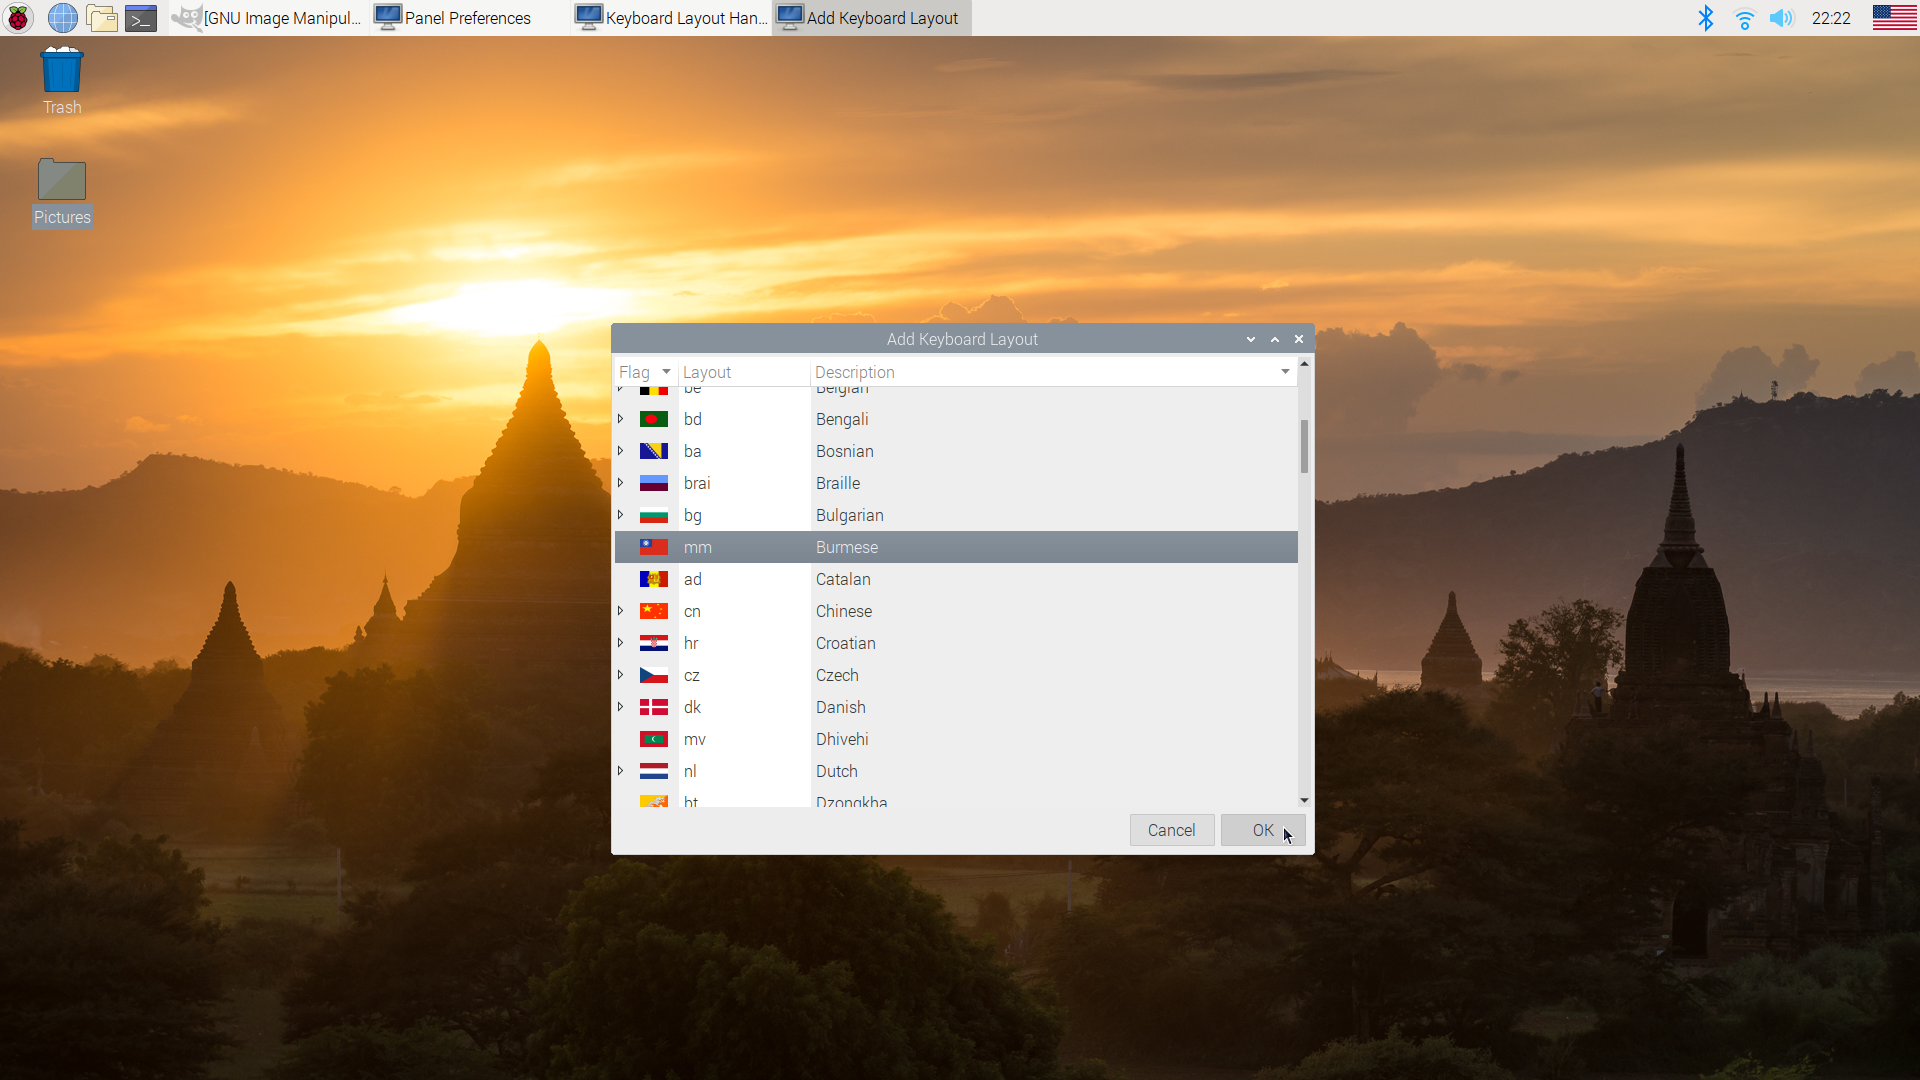 [GNU Image Manipul... Panel Preferences Keyboard Layout Han... Add Keyboard Layout 22:22
Trash
Pictures
Add Keyboard Layout
Flag Layout Description
be Belgian
bd Bengali
ba Bosnian
brai Braille
bg Bulgarian
mm Burmese
ad Catalan
cn Chinese
hr Croatian
cz Czech
dk Danish
mv Dhivehi
nl Dutch
bt Dzongkha
Cancel OK